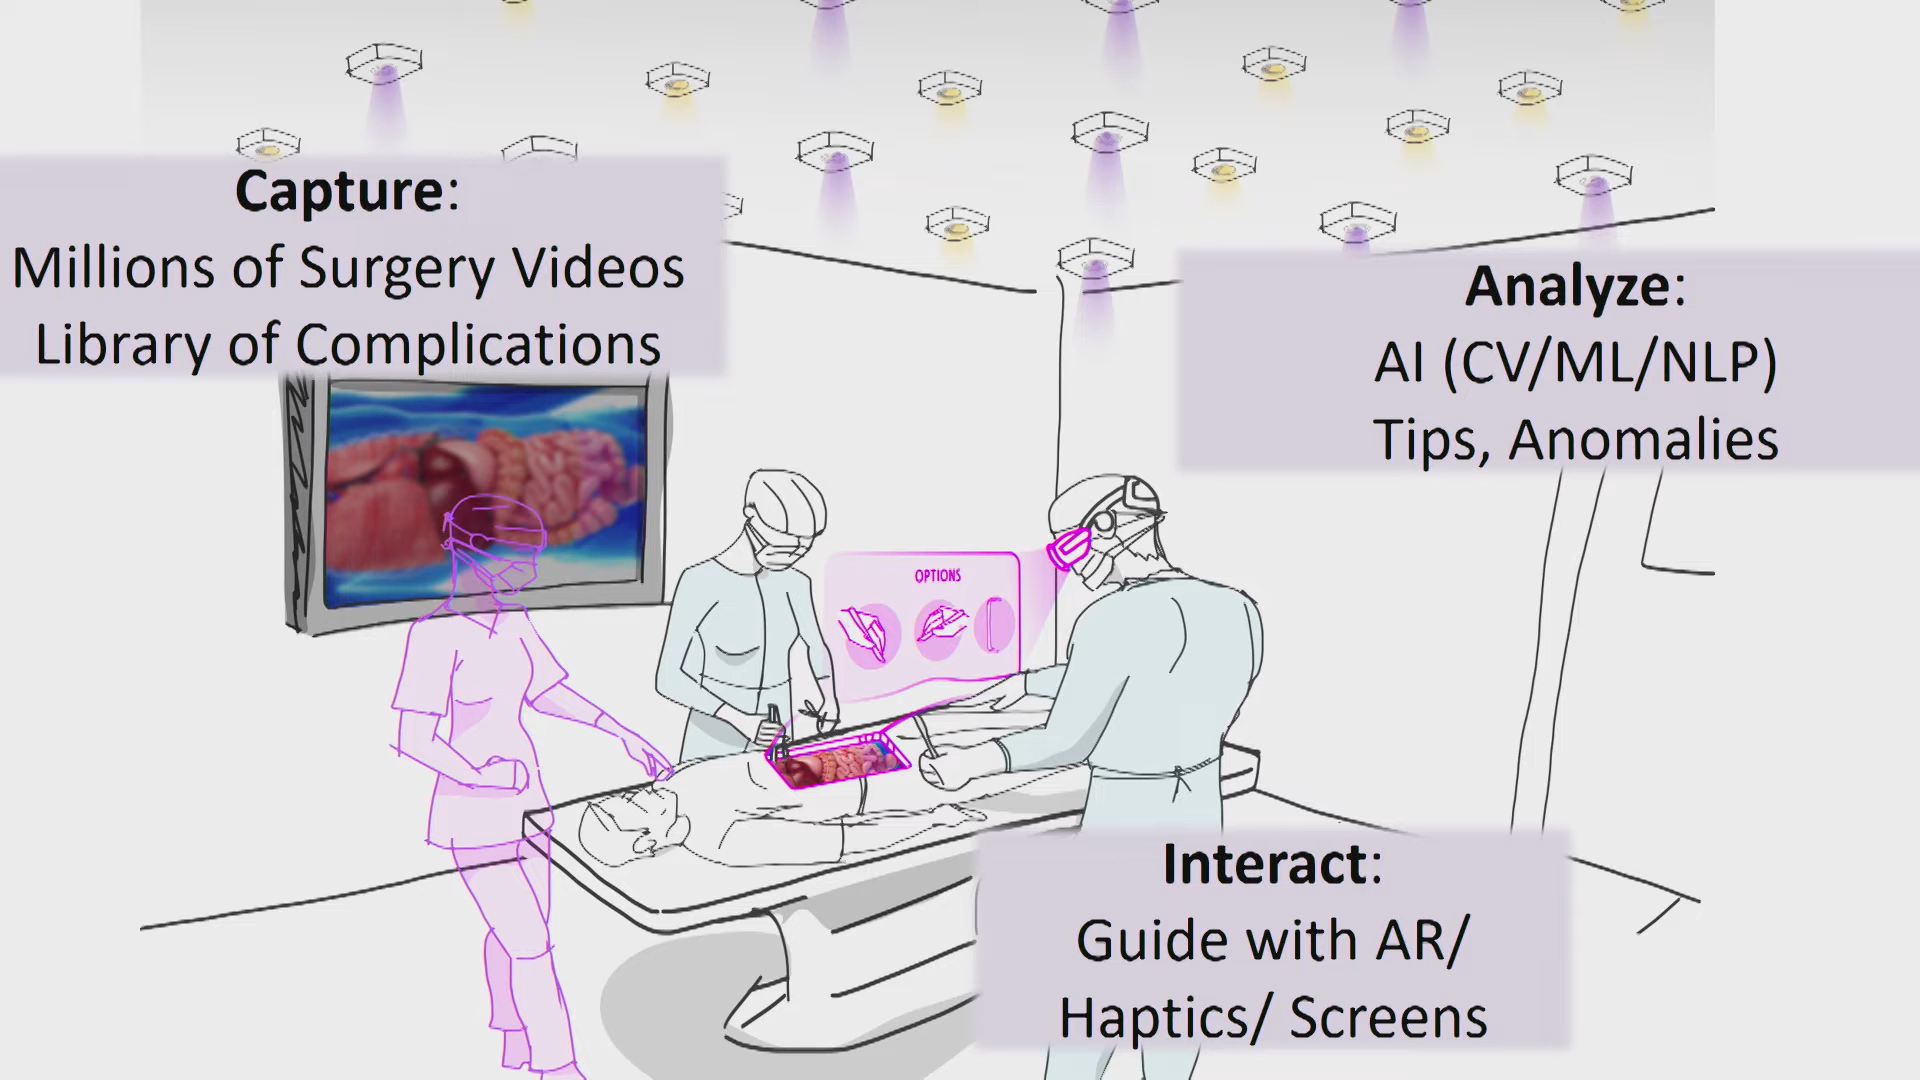 Capture:
Millions of Surgery Videos
Library of Complications
Analyze:
AI (CV/ML/NLP)
Tips, Anomalies
OPTIONS
Interact:
Guide with AR/
Haptics/ Screens